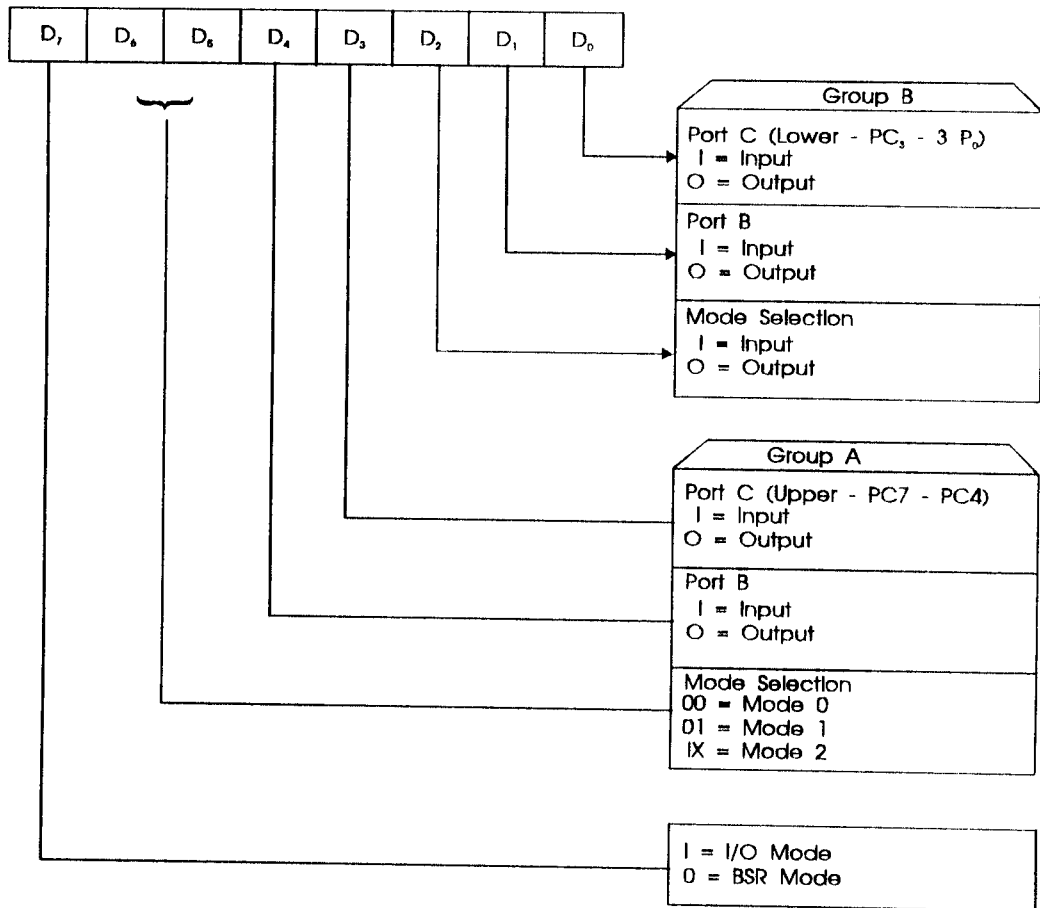 D₇ D₆ D₅ D₄ D₃ D₂ D₁ D₀
Group B
Port C (Lower - PC₃ - 3 P₀)
I = Input
O = Output
Port B
I = Input
O = Output
Mode Selection
I = Input
O = Output
Group A
Port C (Upper - PC7 - PC4)
I = Input
O = Output
Port B
I = Input
O = Output
Mode Selection
00 = Mode 0
01 = Mode 1
IX = Mode 2
I = I/O Mode
0 = BSR Mode